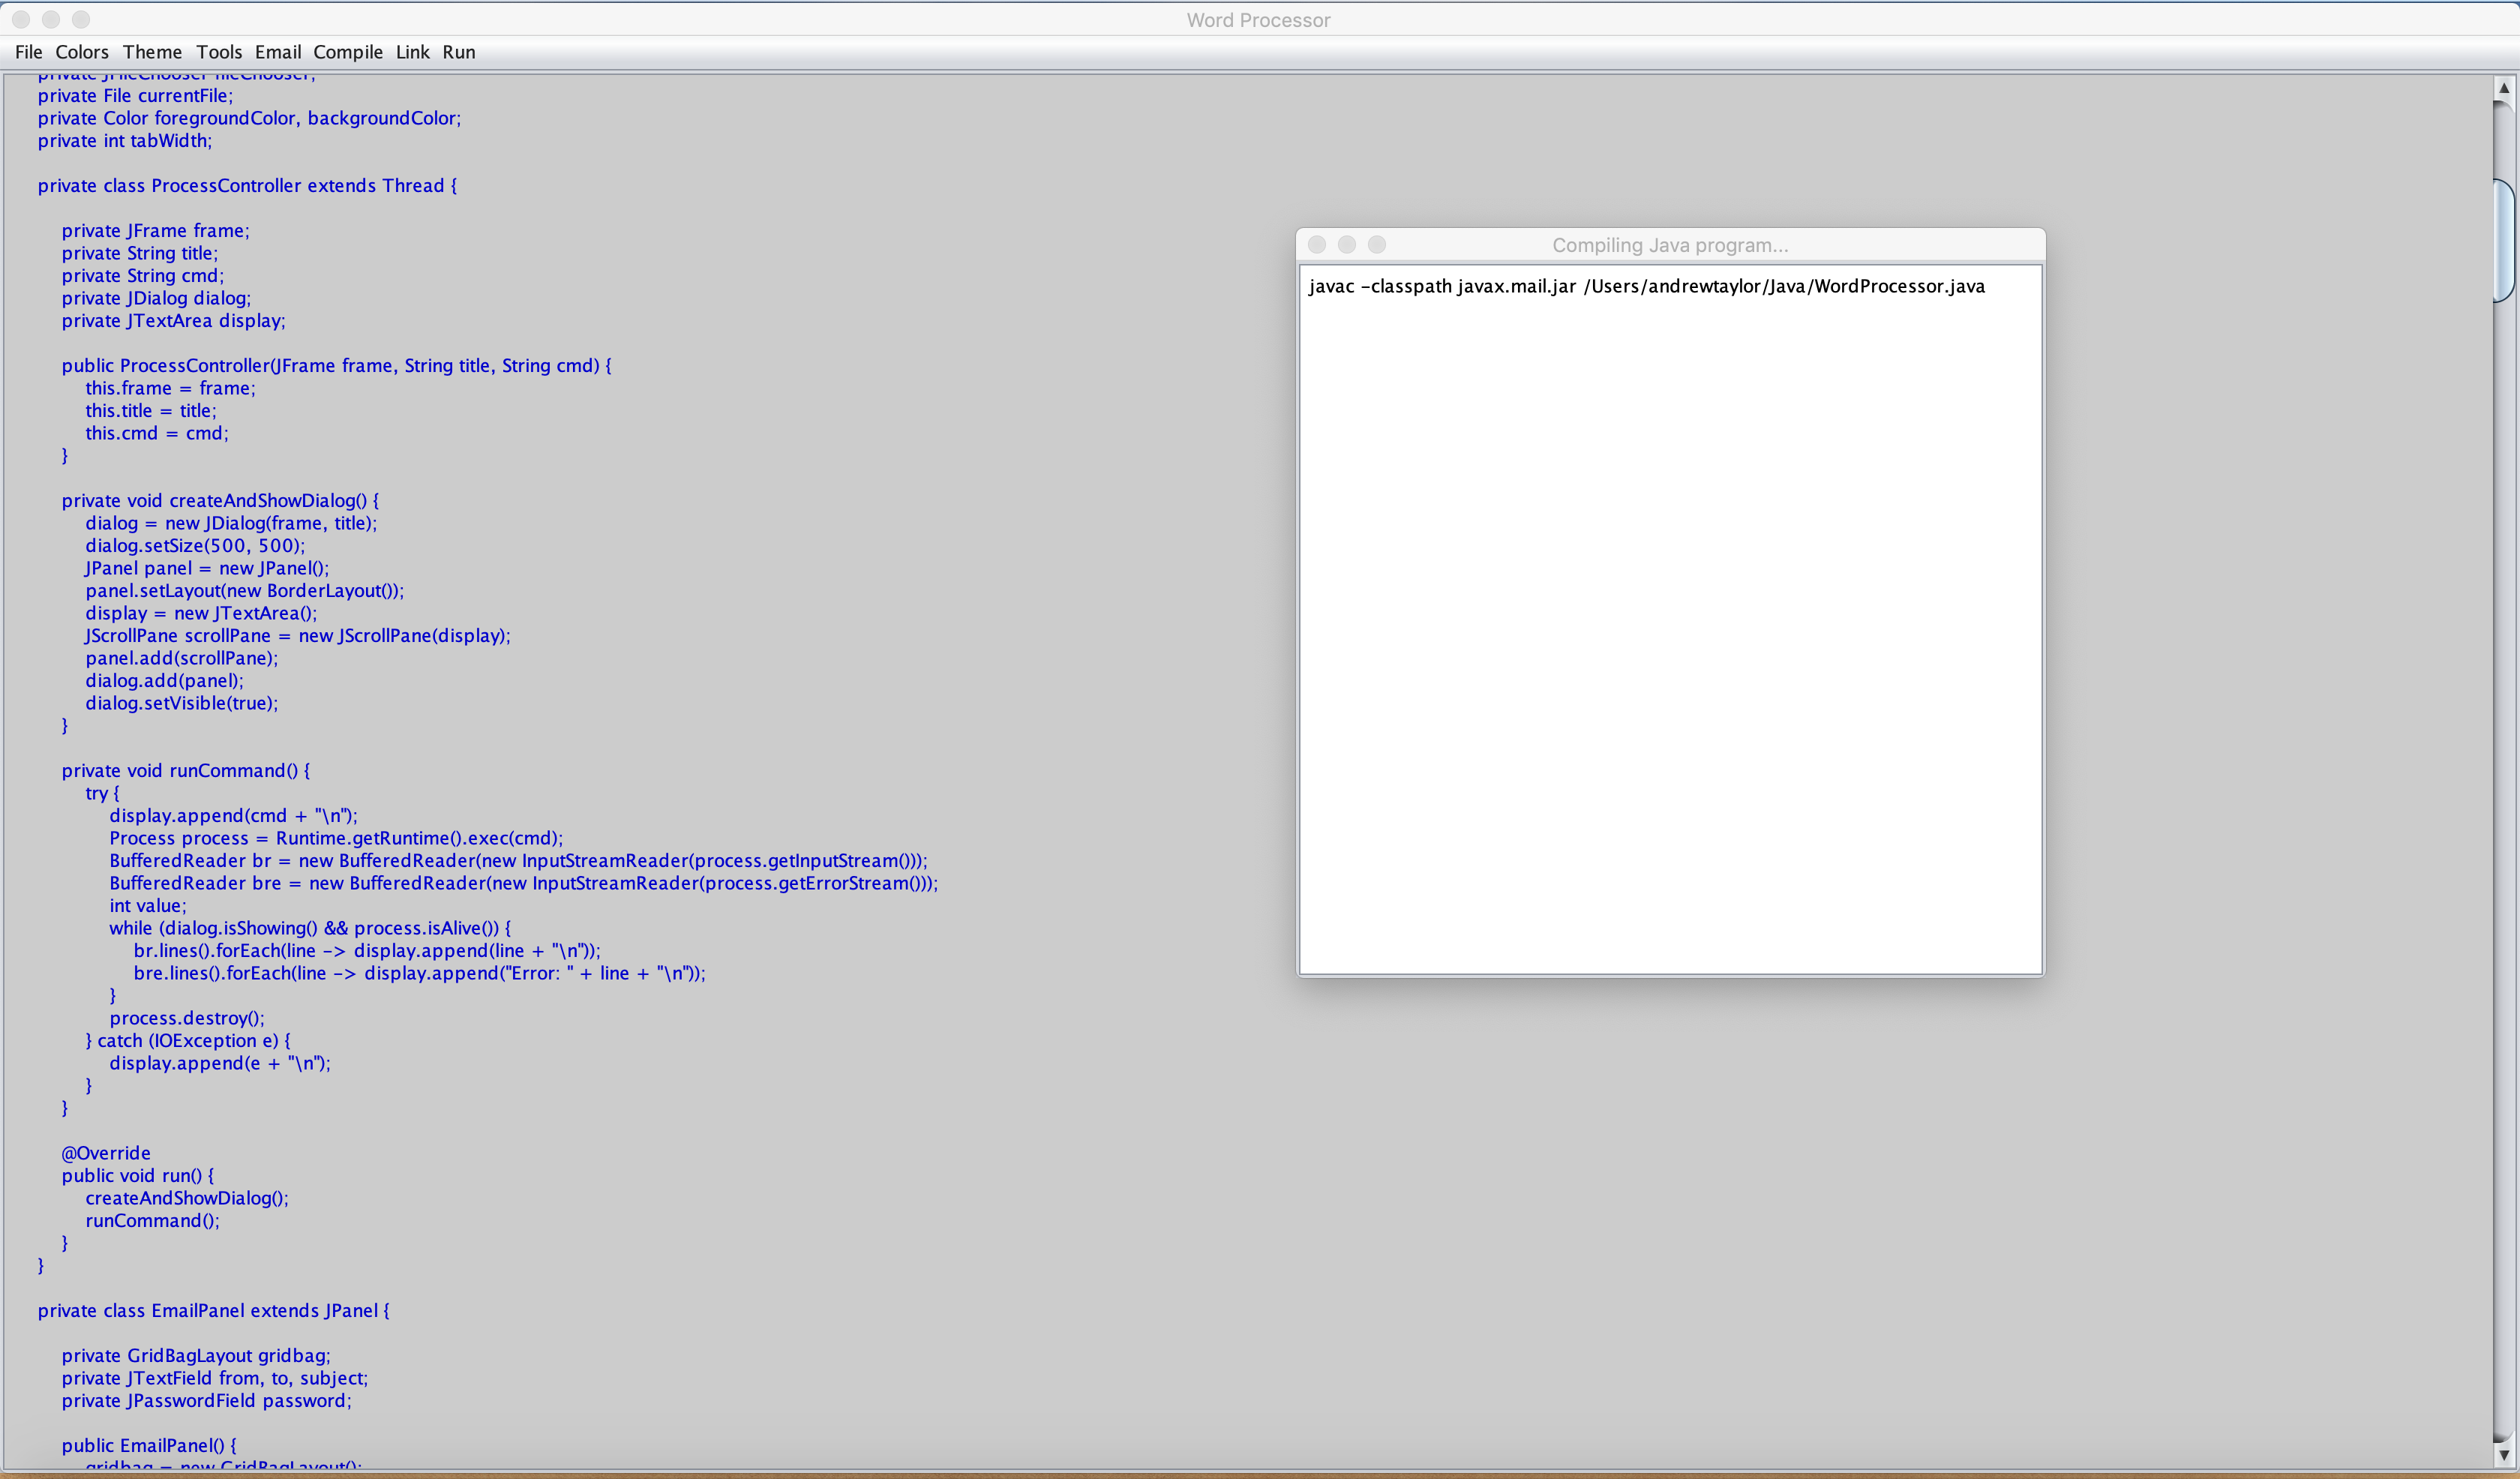 Word Processor
File Colors Theme Tools Email Compile Link Run
private JFileChooser fileChooser;
private File currentFile;
private Color foregroundColor, backgroundColor;
private int tabWidth;
private class ProcessController extends Thread {
private JFrame frame;
private String title;
private String cmd;
private JDialog dialog;
private JTextArea display;
public ProcessController(JFrame frame, String title, String cmd) {
this.frame = frame;
this.title = title;
this.cmd = cmd;
}
private void createAndShowDialog() {
dialog = new JDialog(frame, title);
dialog.setSize(500, 500);
JPanel panel = new JPanel();
panel.setLayout(new BorderLayout());
display = new JTextArea();
JScrollPane scrollPane = new JScrollPane(display);
panel.add(scrollPane);
dialog.add(panel);
dialog.setVisible(true);
}
private void runCommand() {
try {
display.append(cmd + "\n");
Process process = Runtime.getRuntime().exec(cmd);
BufferedReader br = new BufferedReader(new InputStreamReader(process.getInputStream()));
BufferedReader bre = new BufferedReader(new InputStreamReader(process.getErrorStream()));
int value;
while (dialog.isShowing() && process.isAlive()) {
br.lines().forEach(line -> display.append(line + "\n"));
bre.lines().forEach(line -> display.append("Error: " + line + "\n"));
}
process.destroy();
} catch (IOException e) {
display.append(e + "\n");
}
}
@Override
public void run() {
createAndShowDialog();
runCommand();
}
}
private class EmailPanel extends JPanel {
private GridBagLayout gridbag;
private JTextField from, to, subject;
private JPasswordField password;
public EmailPanel() {
gridbag = new GridBagLayout();
Compiling Java program...
javac -classpath javax.mail.jar /Users/andrewtaylor/Java/WordProcessor.java